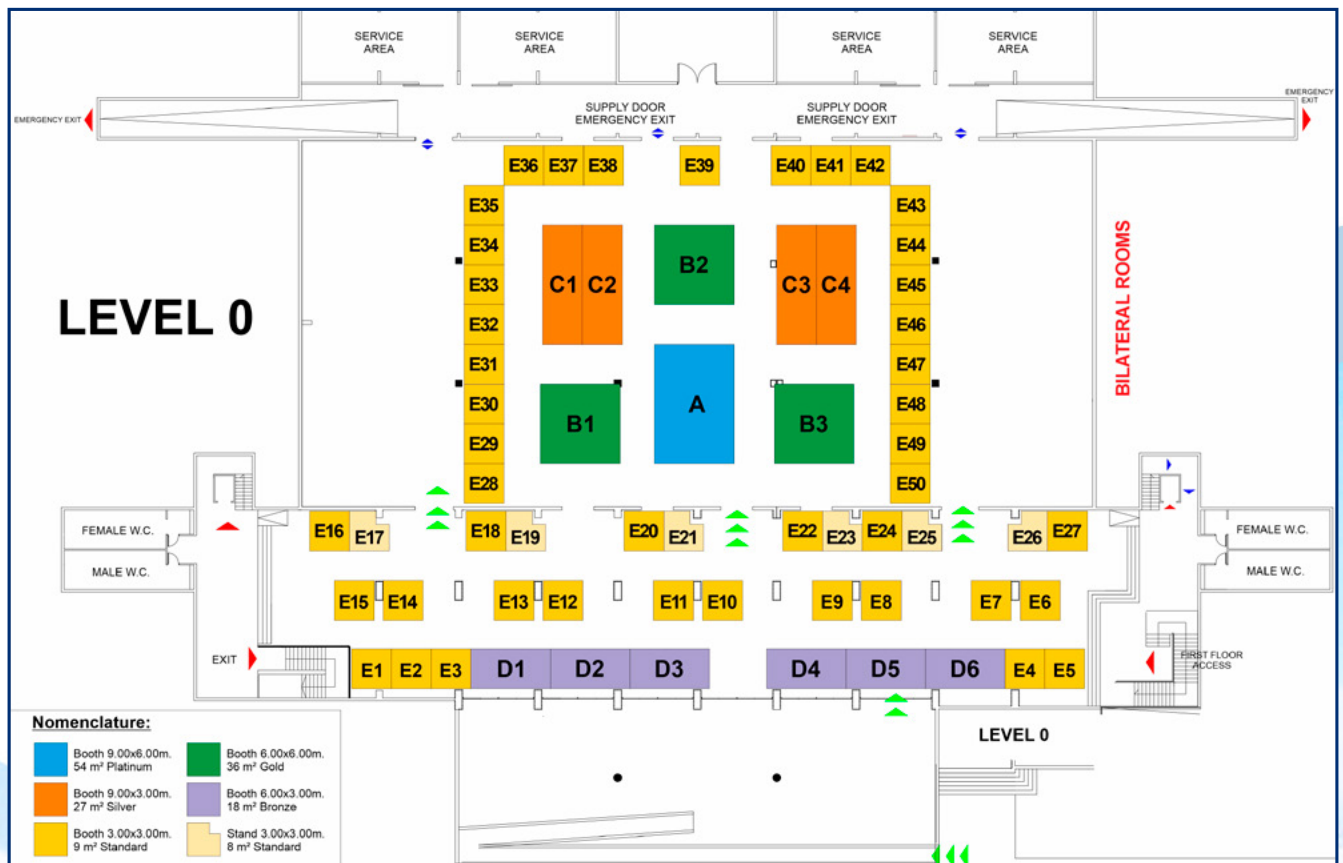 SERVICE
AREA
SERVICE
AREA
SERVICE
AREA
SERVICE
AREA
EMERGENCY EXIT
SUPPLY DOOR
EMERGENCY EXIT
SUPPLY DOOR
EMERGENCY EXIT
EMERGENCY
EXIT
E36 E37 E38 E39 E40 E41 E42
E35 E43
E34 E44
E33 E45
E32 E46
E31 E47
E30 E48
E29 E49
E28 E50
C1 C2 B2 C3 C4
B1 A B3
LEVEL 0
BILATERAL ROOMS
E16 E17 E18 E19 E20 E21 E22 E23 E24 E25 E26 E27
FEMALE W.C.
MALE W.C.
FEMALE W.C.
MALE W.C.
E15 E14 E13 E12 E11 E10 E9 E8 E7 E6
EXIT
E1 E2 E3 D1 D2 D3 D4 D5 D6 E4 E5
FIRST FLOOR
ACCESS
LEVEL 0
Nomenclature:
Booth 9.00x6.00m.
54 m² Platinum
Booth 6.00x6.00m.
36 m² Gold
Booth 9.00x3.00m.
27 m² Silver
Booth 6.00x3.00m.
18 m² Bronze
Booth 3.00x3.00m.
9 m² Standard
Stand 3.00x3.00m.
8 m² Standard